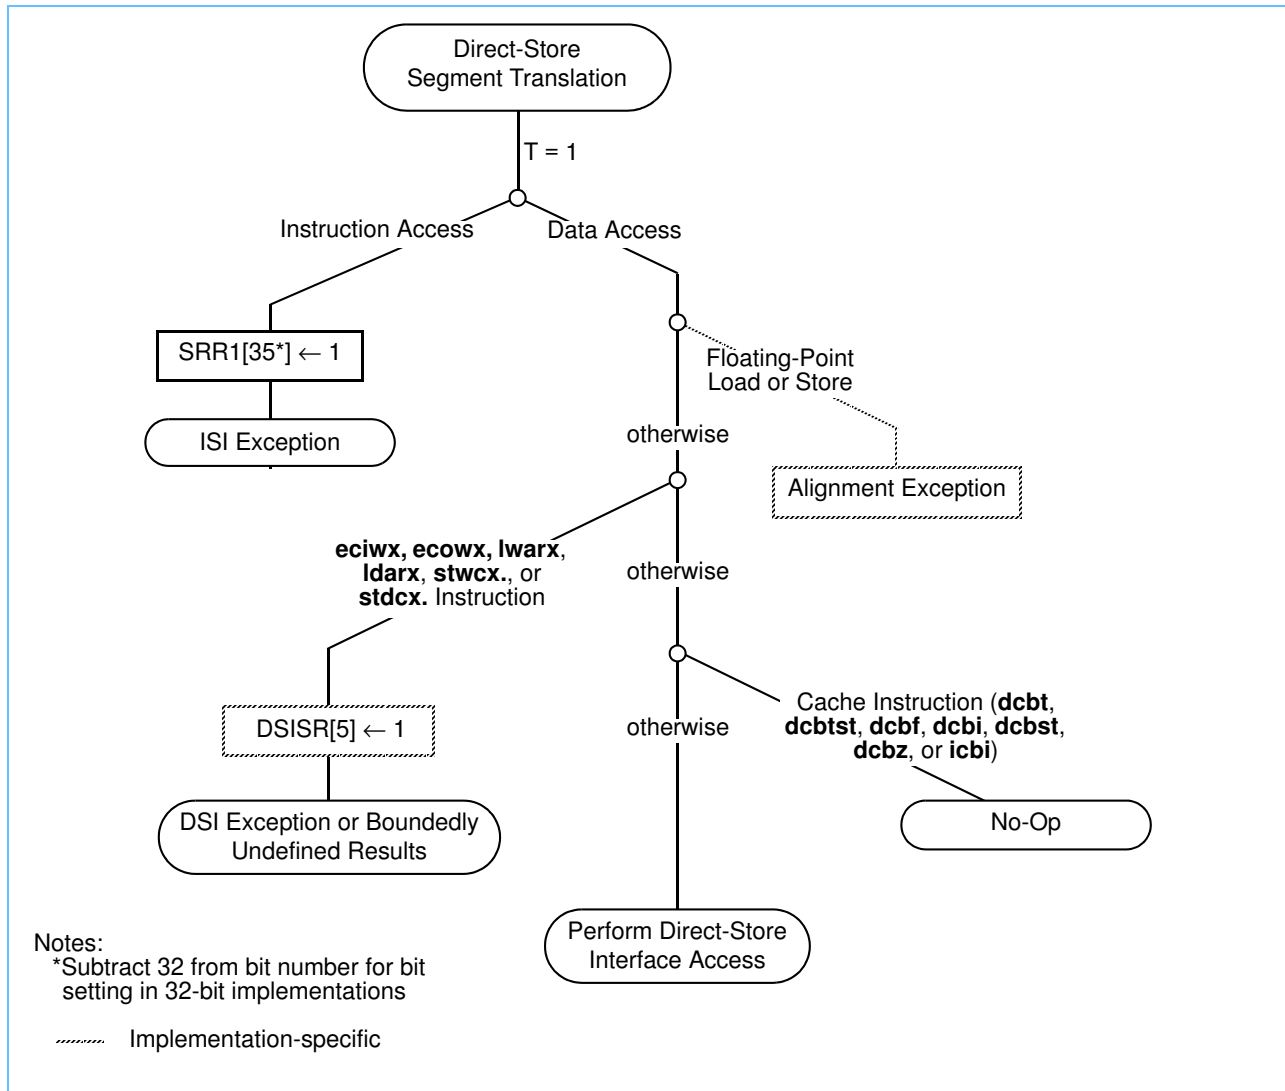 Direct-Store
Segment Translation
T = 1
Instruction Access
Data Access
SRR1[35*] ← 1
ISI Exception
Floating-Point
Load or Store
otherwise
Alignment Exception
eciwx, ecowx, lwarx,
ldarx, stwcx., or
stdcx. Instruction
otherwise
DSISR[5] ← 1
otherwise
Cache Instruction (dcbt,
dcbtst, dcbf, dcbi, dcbst,
dcbz, or icbi)
DSI Exception or Boundedly
Undefined Results
No-Op
Perform Direct-Store
Interface Access
Notes:
*Subtract 32 from bit number for bit
setting in 32-bit implementations
Implementation-specific